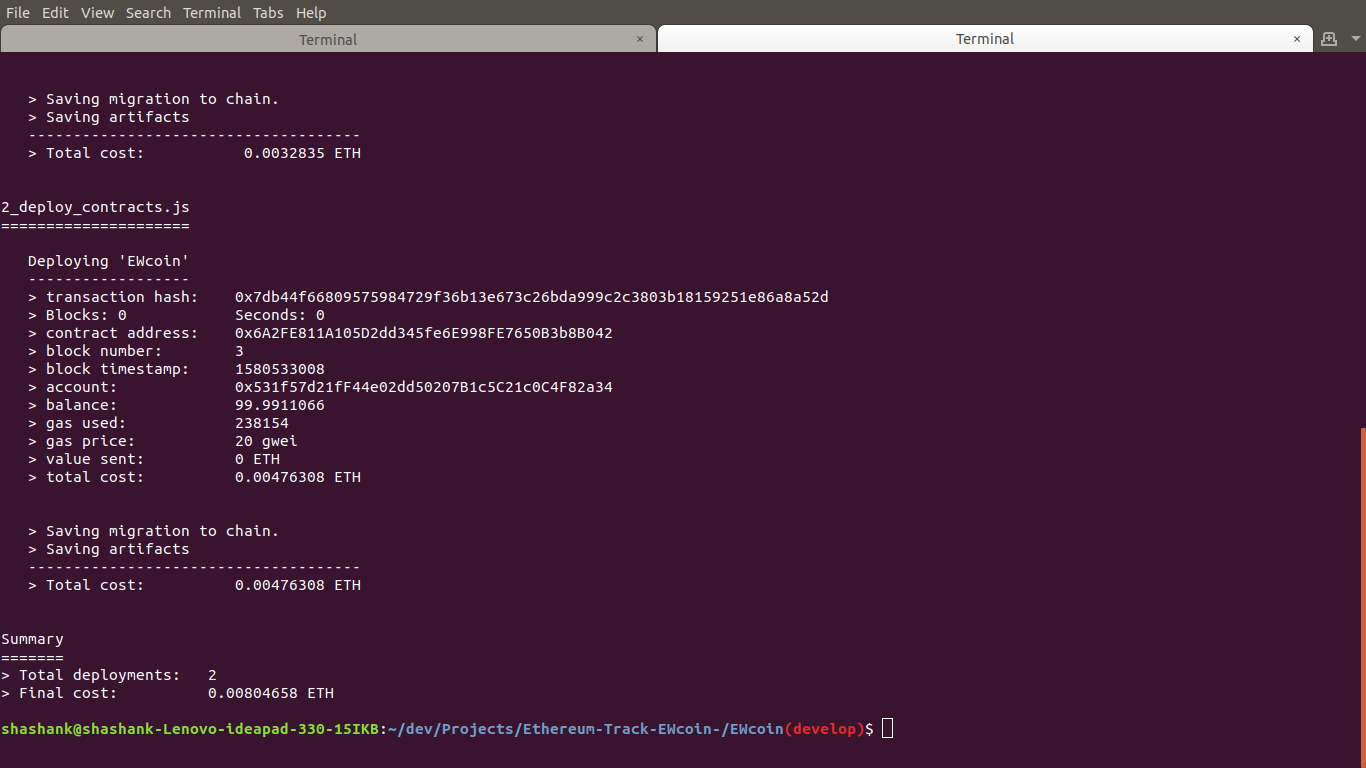 File Edit View Search Terminal Tabs Help
Terminal × Terminal ×
> Saving migration to chain.
> Saving artifacts
-------------------------------------
> Total cost: 0.0032835 ETH
2_deploy_contracts.js
=====================
Deploying 'EWcoin'
------------------
> transaction hash: 0x7db44f66809575984729f36b13e673c26bda999c2c3803b18159251e86a8a52d
> Blocks: 0 Seconds: 0
> contract address: 0x6A2FE811A105D2dd345fe6E998FE7650B3b8B042
> block number: 3
> block timestamp: 1580533008
> account: 0x531f57d21fF44e02dd50207B1c5C21c0C4F82a34
> balance: 99.9911066
> gas used: 238154
> gas price: 20 gwei
> value sent: 0 ETH
> total cost: 0.00476308 ETH
> Saving migration to chain.
> Saving artifacts
-------------------------------------
> Total cost: 0.00476308 ETH
Summary
=======
> Total deployments: 2
> Final cost: 0.00804658 ETH
shashank@shashank-Lenovo-ideapad-330-15IKB:~/dev/Projects/Ethereum-Track-EWcoin-/EWcoin(develop)$